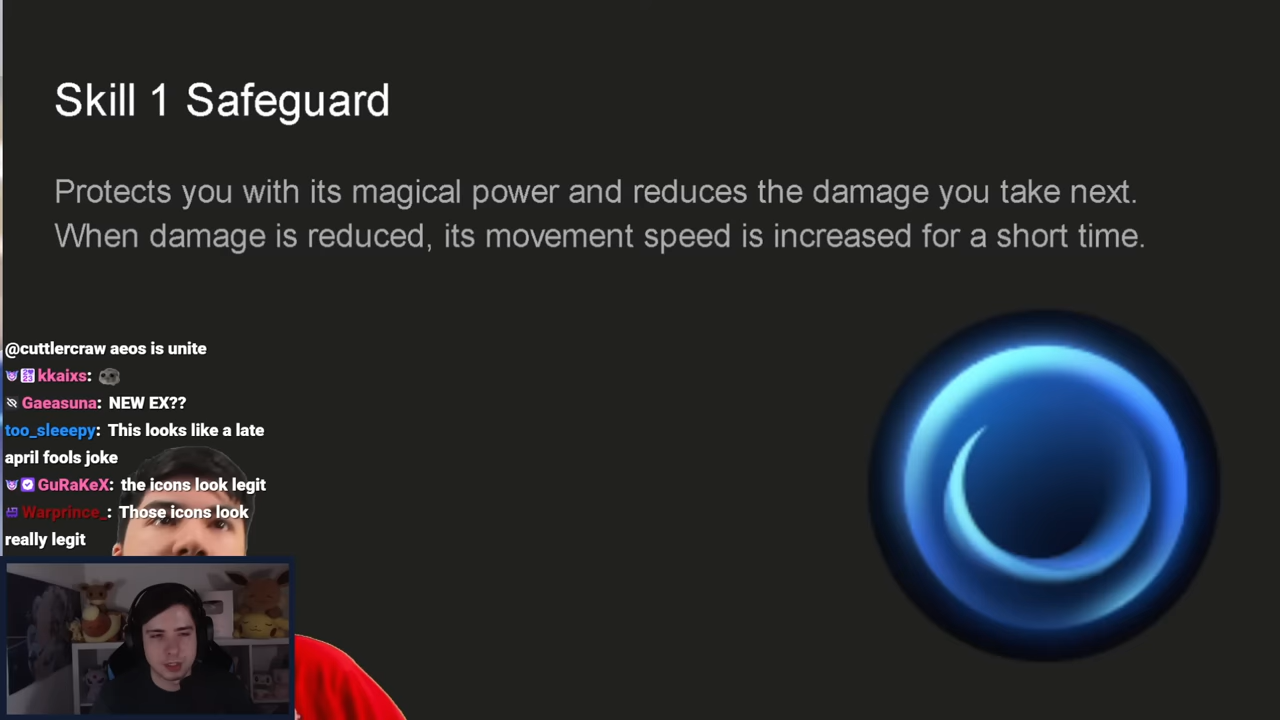 Skill 1 Safeguard
Protects you with its magical power and reduces the damage you take next.
When damage is reduced, its movement speed is increased for a short time.
@cuttlercraw aeos is unite
kkaixs:
Gaeasuna: NEW EX??
too_sleeepy: This looks like a late
april fools joke
GuRaKeX: the icons look legit
Warprince_: Those icons look
really legit